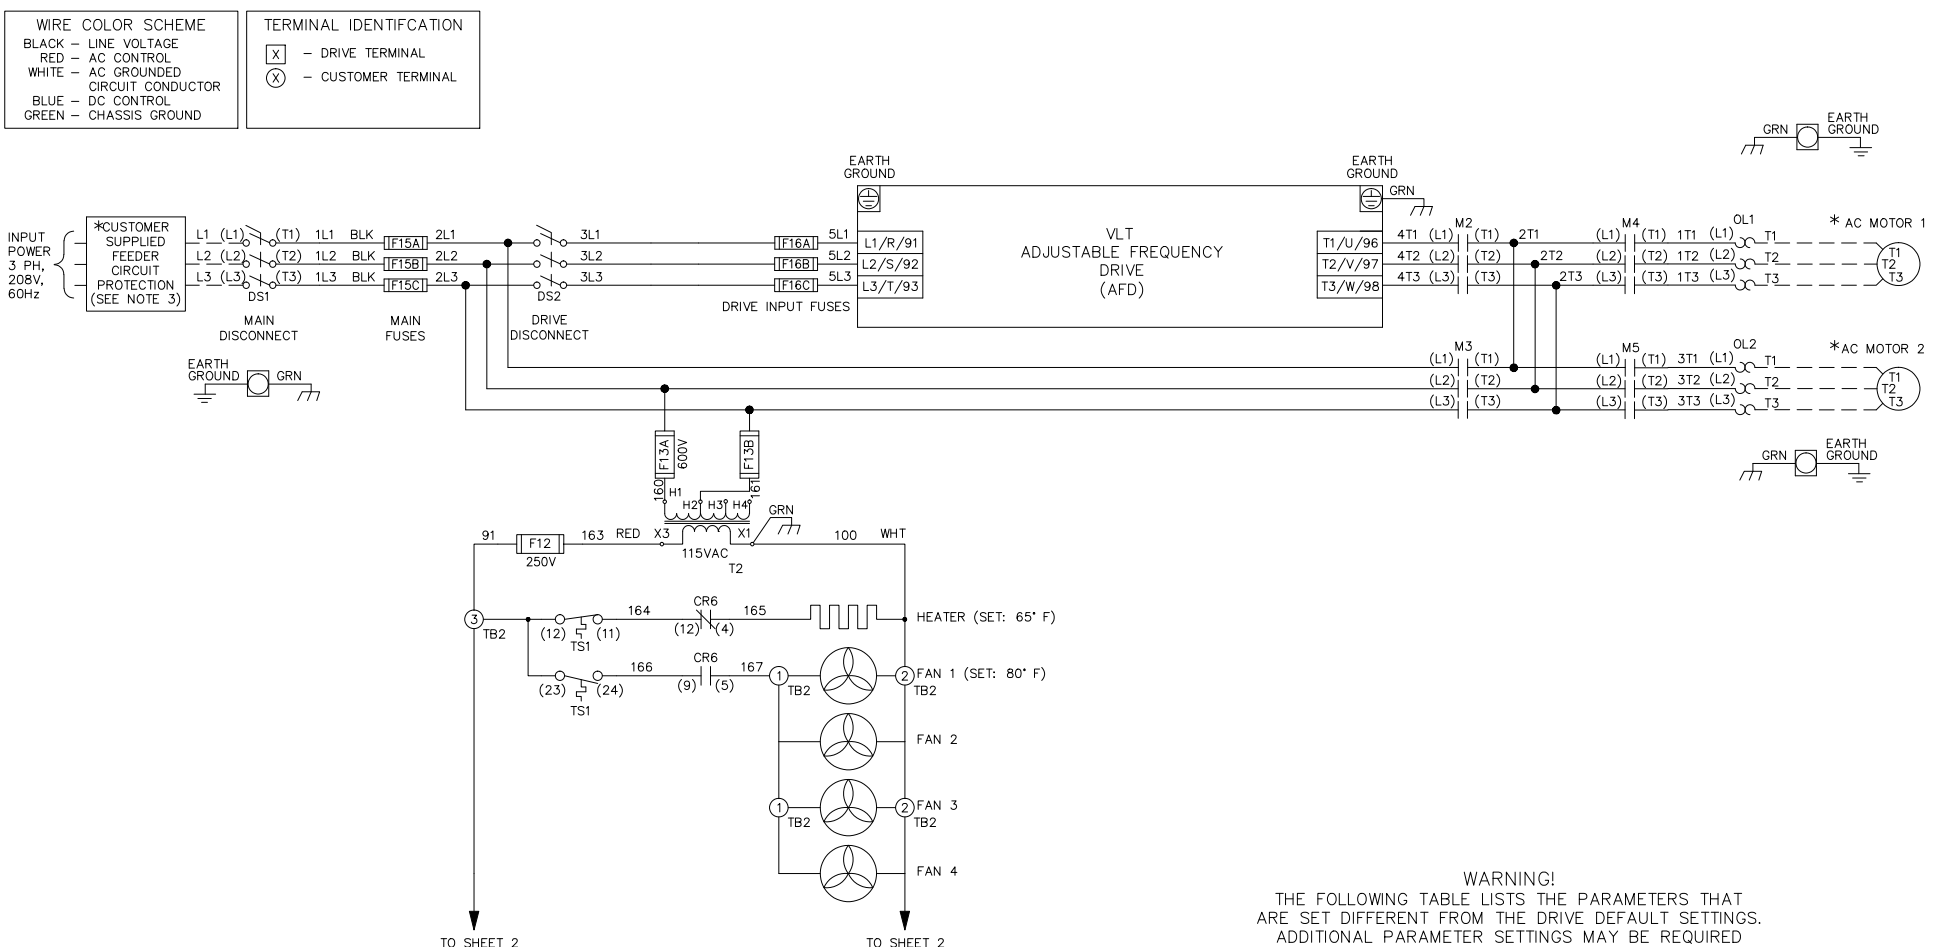 WIRE COLOR SCHEME
BLACK – LINE VOLTAGE
RED – AC CONTROL
WHITE – AC GROUNDED
CIRCUIT CONDUCTOR
BLUE – DC CONTROL
GREEN – CHASSIS GROUND
TERMINAL IDENTIFCATION
X – DRIVE TERMINAL
X – CUSTOMER TERMINAL
GRN EARTH
GROUND
EARTH
GROUND
EARTH
GROUND
GRN
INPUT
POWER
3 PH,
208V,
60Hz
*CUSTOMER
SUPPLIED
FEEDER
CIRCUIT
PROTECTION
(SEE NOTE 3)
L1 (L1) (T1) 1L1 BLK F15A 2L1 3L1 F16A 5L1 L1/R/91
L2 (L2) (T2) 1L2 BLK F15B 2L2 3L2 F16B 5L2 L2/S/92
L3 (L3) (T3) 1L3 BLK F15C 2L3 3L3 F16C 5L3 L3/T/93
DS1
DS2
MAIN
DISCONNECT
MAIN
FUSES
DRIVE
DISCONNECT
DRIVE INPUT FUSES
VLT
ADJUSTABLE FREQUENCY
DRIVE
(AFD)
M2 M4 OL1 * AC MOTOR 1
T1/U/96 4T1 (L1) (T1) 2T1 (L1) (T1) 1T1 (L1) T1 T1
T2/V/97 4T2 (L2) (T2) 2T2 (L2) (T2) 1T2 (L2) T2 T2
T3/W/98 4T3 (L3) (T3) 2T3 (L3) (T3) 1T3 (L3) T3 T3
EARTH
GROUND GRN
M3 M5 OL2 *AC MOTOR 2
(L1) (T1) (L1) (T1) 3T1 (L1) T1 T1
(L2) (T2) (L2) (T2) 3T2 (L2) T2 T2
(L3) (T3) (L3) (T3) 3T3 (L3) T3 T3
GRN EARTH
GROUND
F13A
600V
F13B
160
161
H1 H2 H3 H4
GRN
91 F12 163 RED X3 X1 100 WHT
250V
115VAC
T2
3
TB2
(12) (11) 164 CR6 (12) (4) 165 HEATER (SET: 65° F)
TS1
(23) (24) 166 CR6 (9) (5) 167 1 2 FAN 1 (SET: 80° F)
TS1
TB2 TB2
FAN 2
1 2 FAN 3
TB2 TB2
FAN 4
TO SHEET 2
TO SHEET 2
WARNING!
THE FOLLOWING TABLE LISTS THE PARAMETERS THAT
ARE SET DIFFERENT FROM THE DRIVE DEFAULT SETTINGS.
ADDITIONAL PARAMETER SETTINGS MAY BE REQUIRED